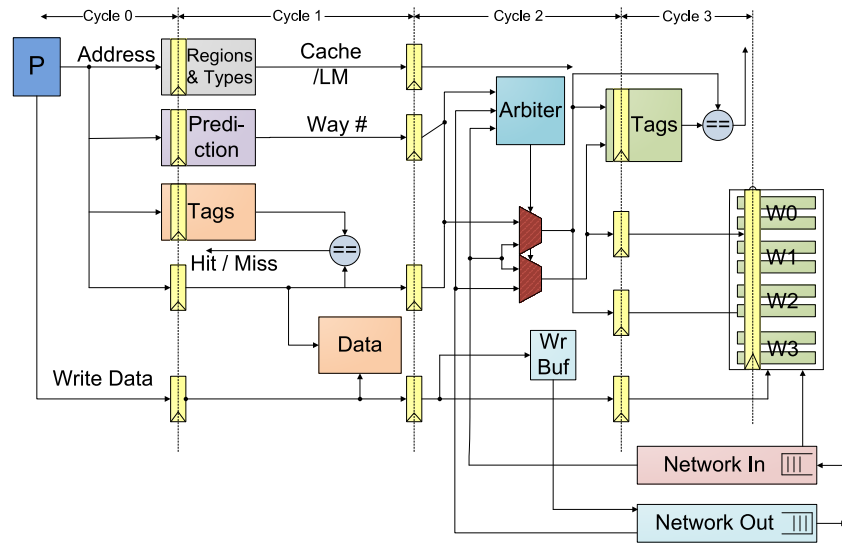 Cycle 0
Cycle 1
Cycle 2
Cycle 3
P
Address
Regions
& Types
Cache
/LM
Predi-
ction
Way #
Arbiter
Tags
==
Tags
==
Hit / Miss
W0
W1
W2
W3
Data
Wr
Buf
Write Data
Network In
Network Out